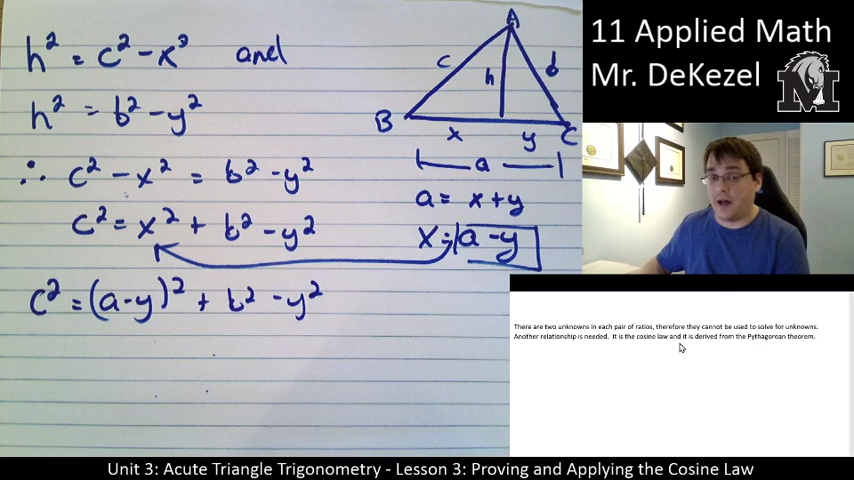 h² = c² - x² and
h² = b² - y²
∴ c² - x² = b² - y²
c² = x² + b² - y²
c² = (a-y)² + b² - y²
A
c
h
b
B
x
y
C
a
a = x + y
x = a - y
11 Applied Math
Mr. DeKezel
M
There are two unknowns in each pair of ratios, therefore they cannot be used to solve for unknowns.
Another relationship is needed. It is the cosine law and it is derived from the Pythagorean theorem.
Unit 3: Acute Triangle Trigonometry - Lesson 3: Proving and Applying the Cosine Law